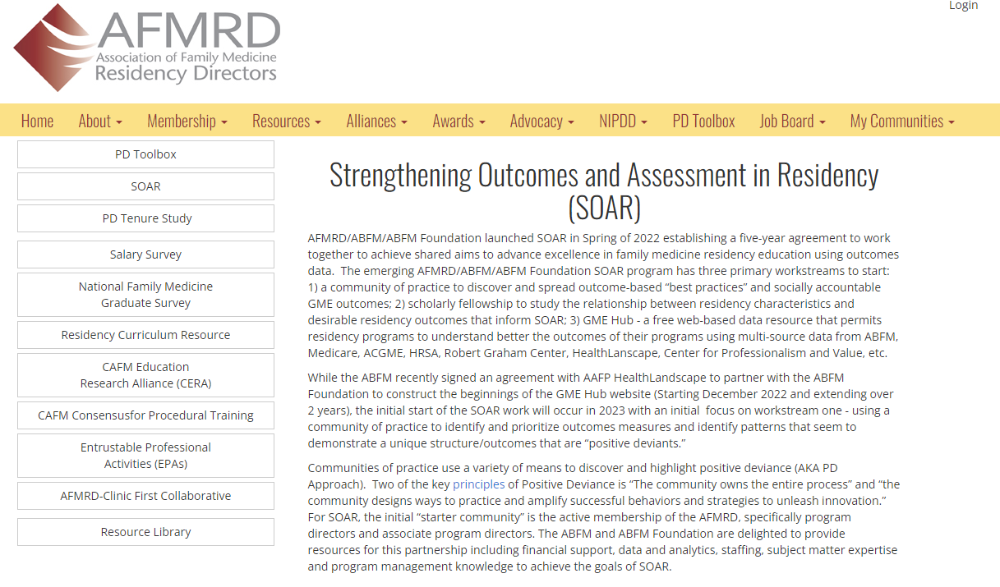 Login
AFMRD
Association of Family Medicine
Residency Directors
Home About Membership Resources Alliances Awards Advocacy NIPDD PD Toolbox Job Board My Communities
PD Toolbox
SOAR
PD Tenure Study
Salary Survey
National Family Medicine
Graduate Survey
Residency Curriculum Resource
CAFM Education
Research Alliance (CERA)
CAFM Consensusfor Procedural Training
Entrustable Professional
Activities (EPAs)
AFMRD-Clinic First Collaborative
Resource Library
Strengthening Outcomes and Assessment in Residency
(SOAR)
AFMRD/ABFM/ABFM Foundation launched SOAR in Spring of 2022 establishing a five-year agreement to work
together to achieve shared aims to advance excellence in family medicine residency education using outcomes
data.  The emerging AFMRD/ABFM/ABFM Foundation SOAR program has three primary workstreams to start:
1) a community of practice to discover and spread outcome-based “best practices” and socially accountable
GME outcomes; 2) scholarly fellowship to study the relationship between residency characteristics and
desirable residency outcomes that inform SOAR; 3) GME Hub - a free web-based data resource that permits
residency programs to understand better the outcomes of their programs using multi-source data from ABFM,
Medicare, ACGME, HRSA, Robert Graham Center, HealthLanscape, Center for Professionalism and Value, etc.
While the ABFM recently signed an agreement with AAFP HealthLandscape to partner with the ABFM
Foundation to construct the beginnings of the GME Hub website (Starting December 2022 and extending over
2 years), the initial start of the SOAR work will occur in 2023 with an initial  focus on workstream one - using a
community of practice to identify and prioritize outcomes measures and identify patterns that seem to
demonstrate a unique structure/outcomes that are “positive deviants.”
Communities of practice use a variety of means to discover and highlight positive deviance (AKA PD
Approach).  Two of the key principles of Positive Deviance is “The community owns the entire process” and “the
community designs ways to practice and amplify successful behaviors and strategies to unleash innovation.”
For SOAR, the initial “starter community” is the active membership of the AFMRD, specifically program
directors and associate program directors. The ABFM and ABFM Foundation are delighted to provide
resources for this partnership including financial support, data and analytics, staffing, subject matter expertise
and program management knowledge to achieve the goals of SOAR.